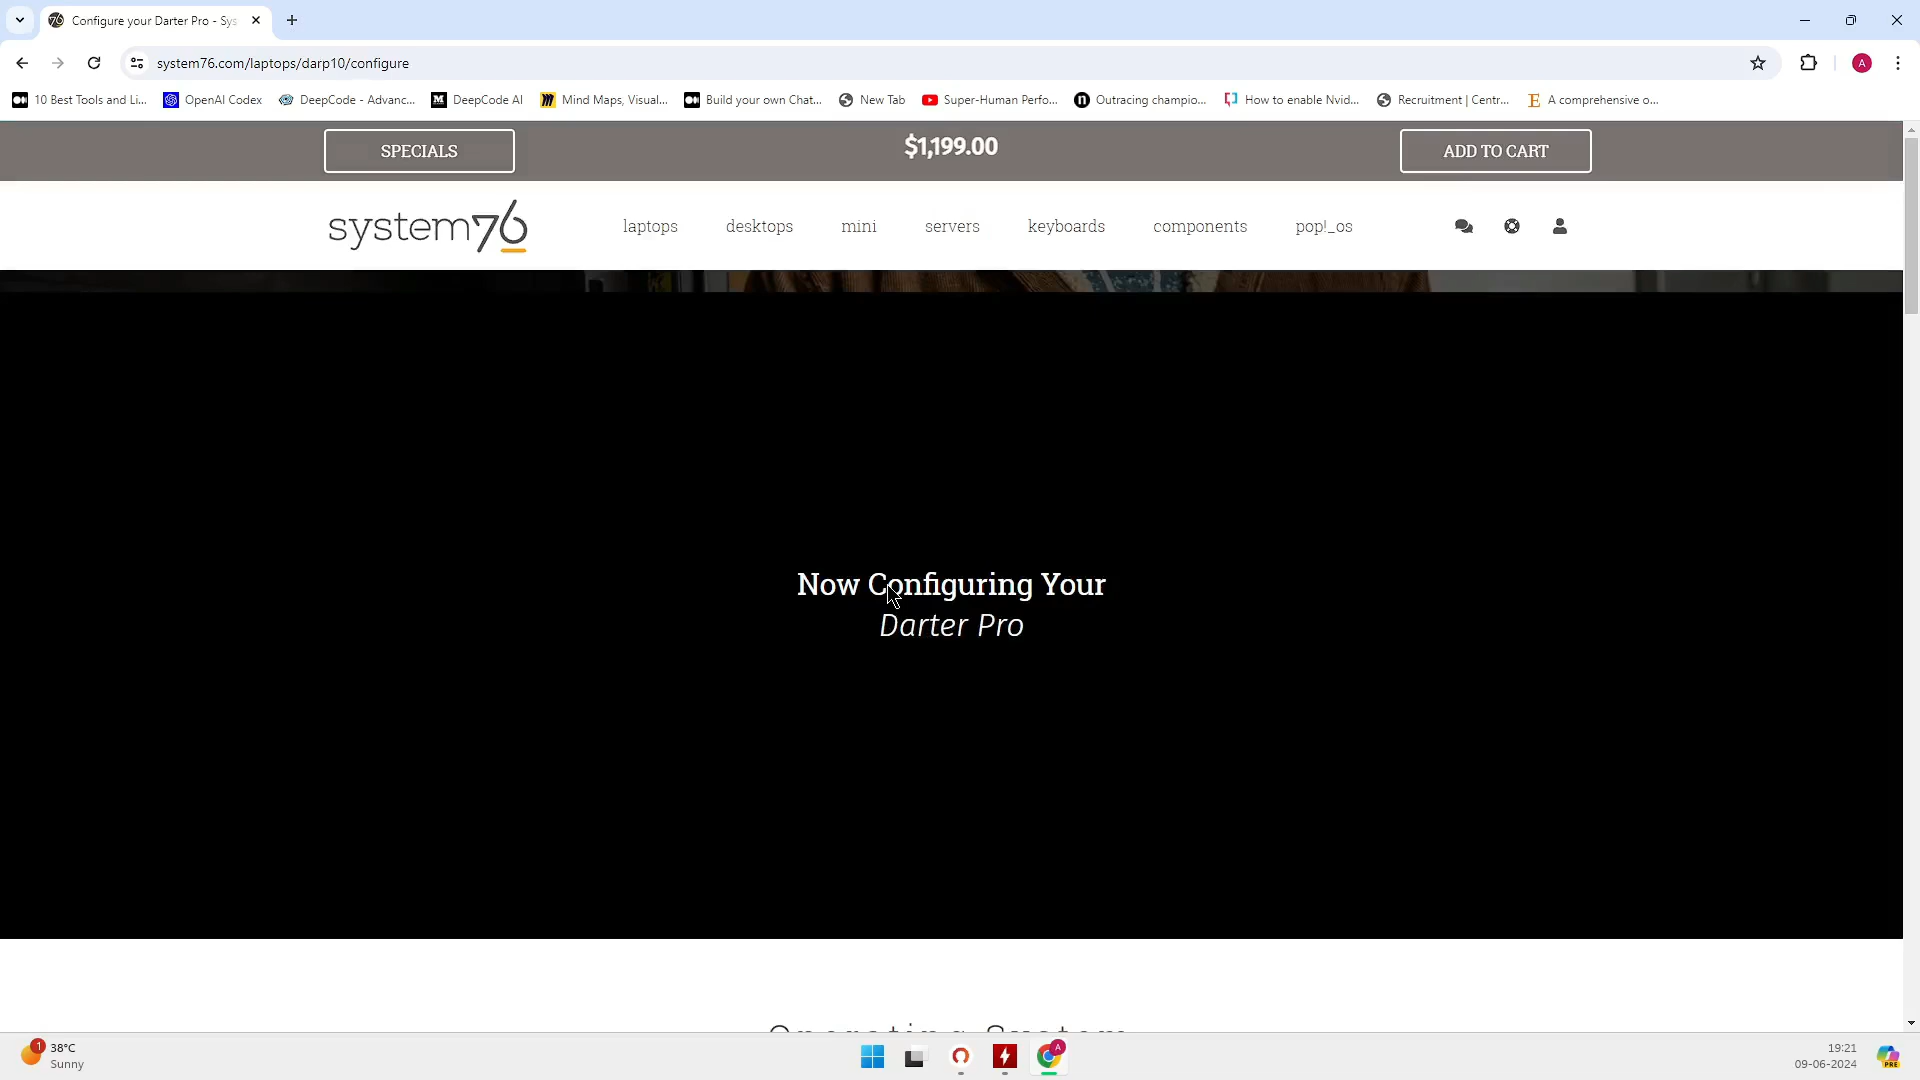 Configure your Darter Pro - Sys
system76.com/laptops/darp10/configure
A
10 Best Tools and Li...
OpenAI Codex
DeepCode - Advanc...
DeepCode AI
Mind Maps, Visual...
Build your own Chat...
New Tab
Super-Human Perfo...
Outracing champio...
How to enable Nvid...
Recruitment | Centr...
A comprehensive o...
SPECIALS
$1,199.00
ADD TO CART
system76
laptops
desktops
mini
servers
keyboards
components
pop!_os
Now Configuring Your
Darter Pro
Operating System
1
38°C
Sunny
A
19:21
09-06-2024
PRE